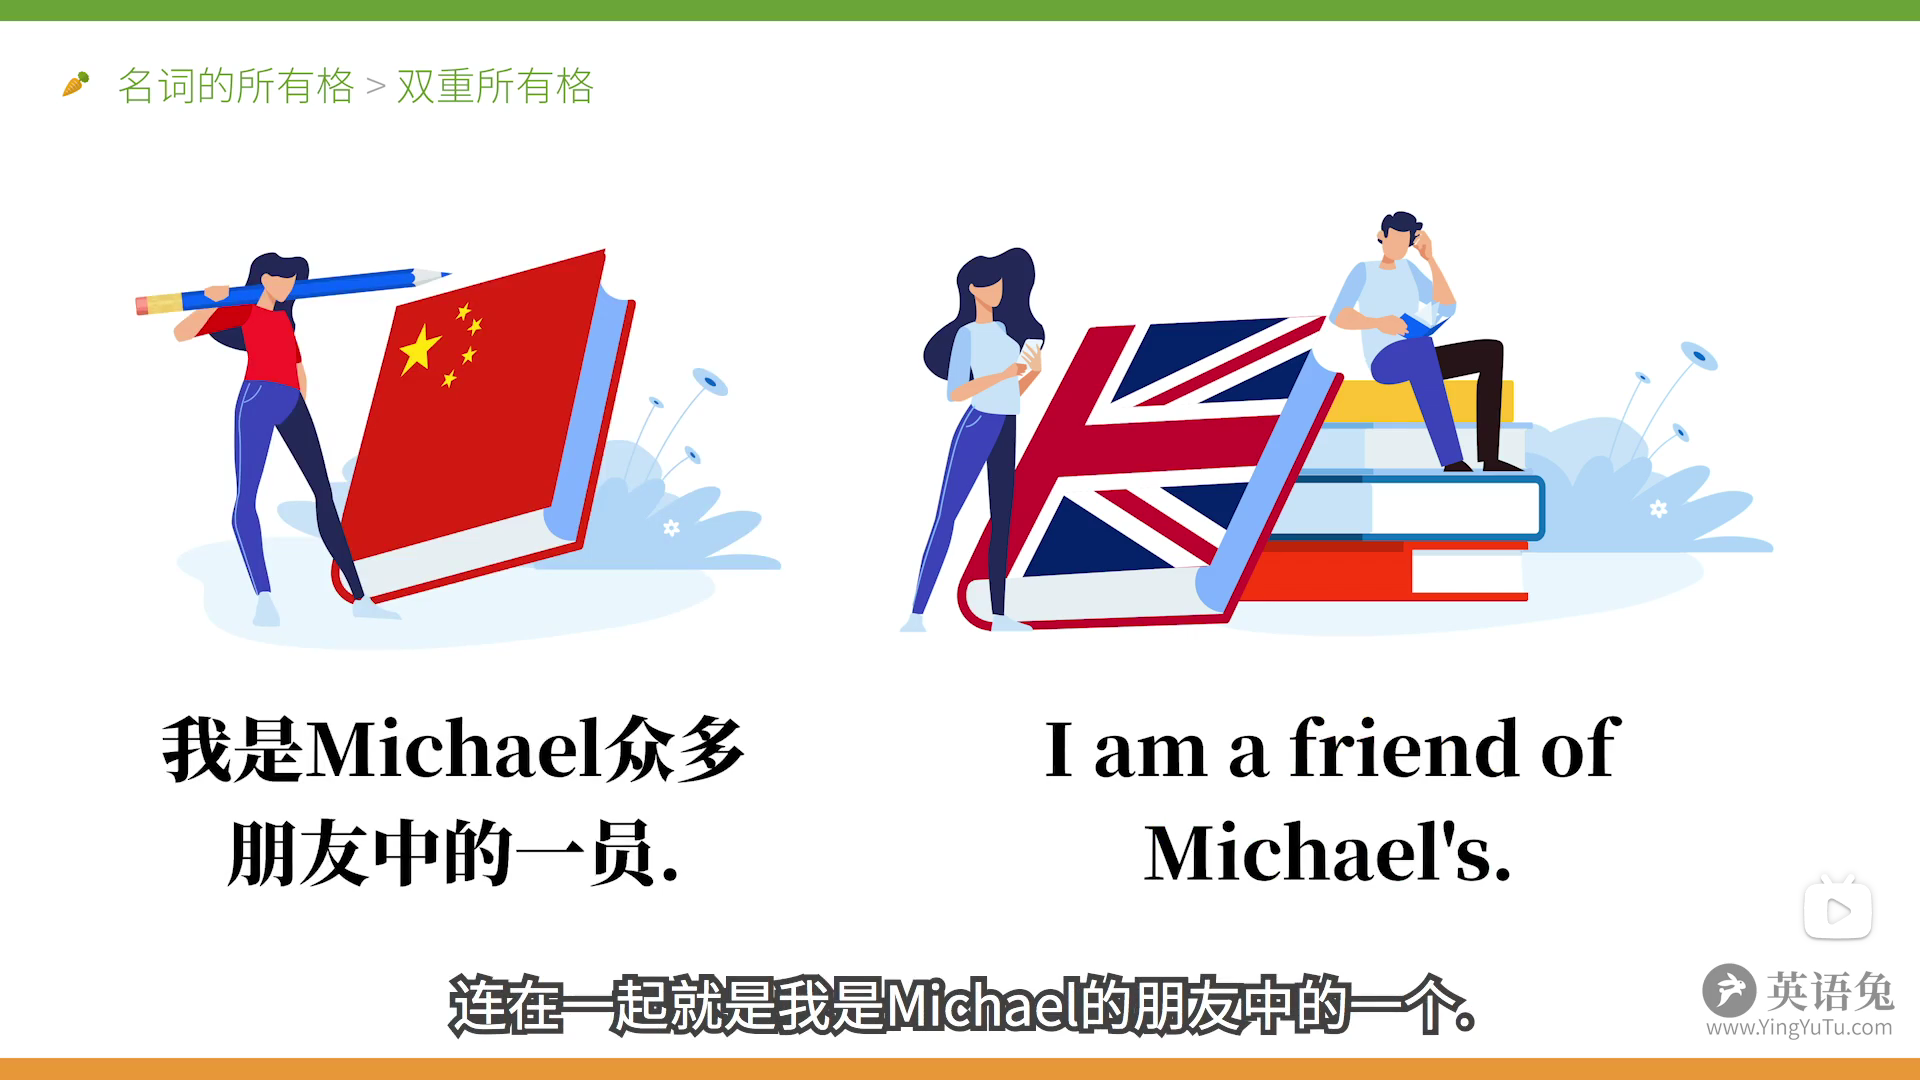 名词的所有格 > 双重所有格
我是Michael众多
朋友中的一员.
I am a friend of
Michael's.
连在一起就是我是Michael的朋友中的一个。
英语兔
www.YingYuTu.com